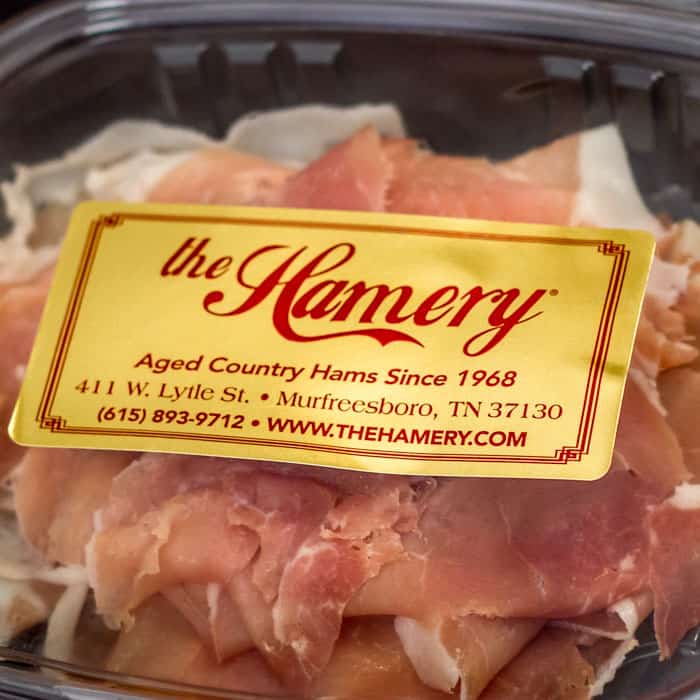 the Hamery®
Aged Country Hams Since 1968
411 W. Lytle St. • Murfreesboro, TN 37130
(615) 893-9712 • WWW.THEHAMERY.COM